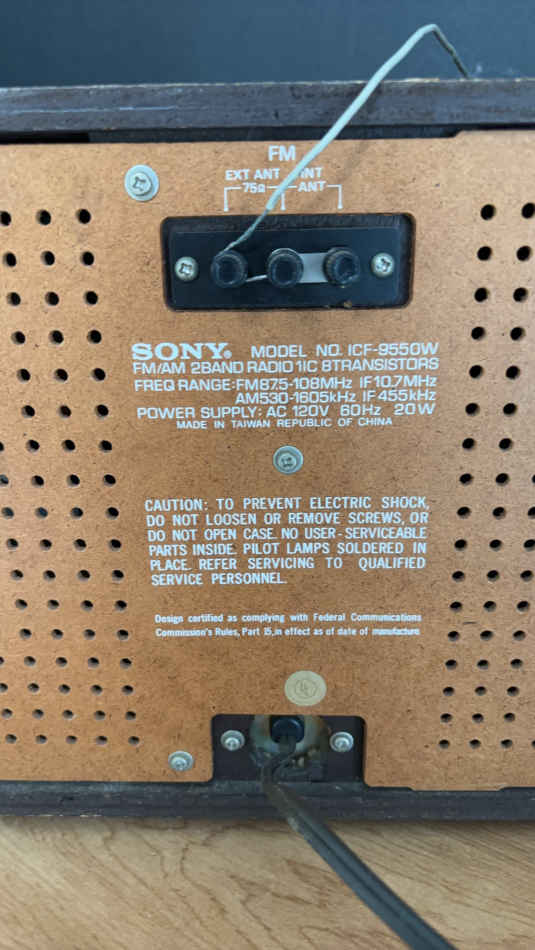 FM
EXT ANT INT
75Ω ANT
SONY® MODEL NO. ICF-9550W
FM/AM 2BAND RADIO 1IC 8TRANSISTORS
FREQ RANGE:FM87.5-108MHz IF10.7MHz
AM530-1605kHz IF455kHz
POWER SUPPLY: AC 120V 60Hz 20W
MADE IN TAIWAN REPUBLIC OF CHINA
CAUTION: TO PREVENT ELECTRIC SHOCK,
DO NOT LOOSEN OR REMOVE SCREWS, OR
DO NOT OPEN CASE. NO USER-SERVICEABLE
PARTS INSIDE. PILOT LAMPS SOLDERED IN
PLACE. REFER SERVICING TO QUALIFIED
SERVICE PERSONNEL.
Design certified as complying with Federal Communications
Commission's Rules, Part 15,in effect as of date of manufacture.